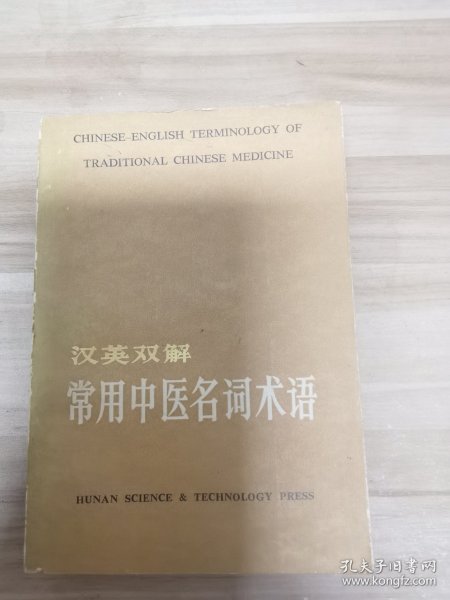 CHINESE-ENGLISH TERMINOLOGY OF
TRADITIONAL CHINESE MEDICINE
汉英双解
常用中医名词术语
HUNAN SCIENCE & TECHNOLOGY PRESS
孔夫子旧书网
www.kongfz.com